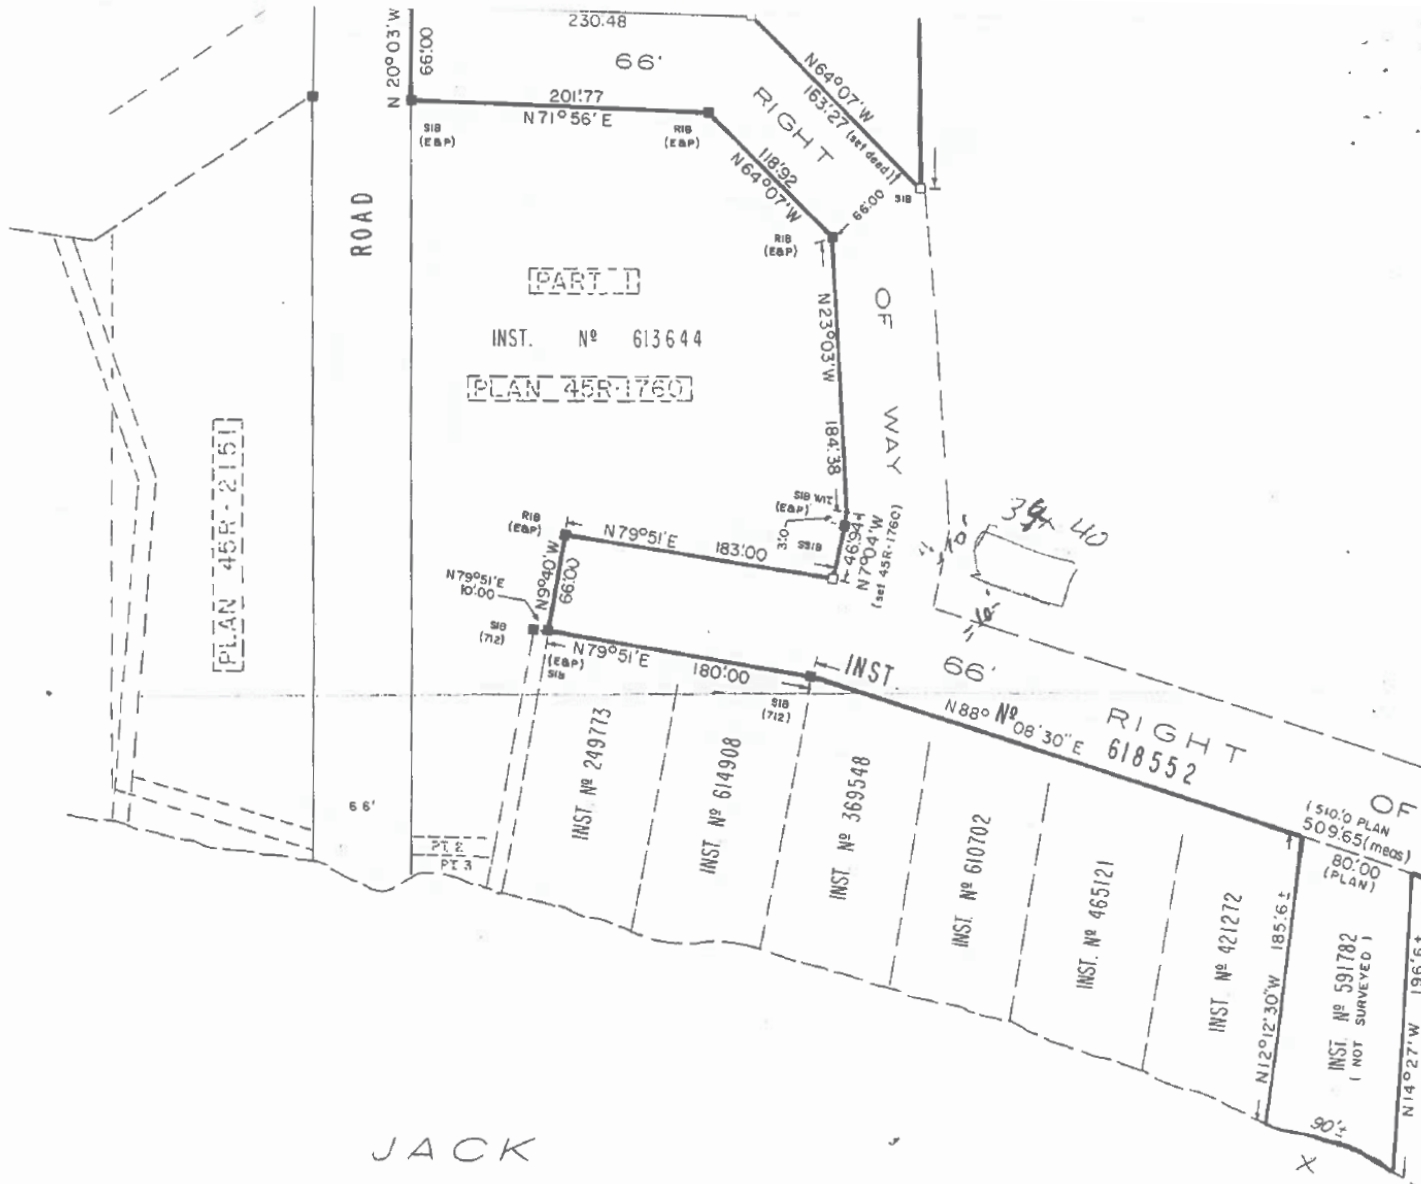 230.48
N 20°03'W
66'.00
66'
RIGHT
N64°07'W
163'.27 (set deed)
201'.77
N71°56'E
SIB
(E&P)
RIB
(E&P)
118'.92
N64°07'W
66'.00
SIB
RIB
(E&P)
ROAD
PART 1
INST. Nº 613644
PLAN 45R-1760
N23°03'W
184'.38
OF
WAY
PLAN 45R-2151
SIB WIT
(E&P)
3'.0
SSIB
46'.94
N7°04'W
(set 45R-1760)
40
RIB
(E&P)
N79°51'E
183'.00
N9°40'W
66'.00
N79°51'E
10'.00
SIB
(712)
N79°51'E
(E&P)
SIB
180'.00
SIB
(712)
INST.
66'
N88°
Nº
08'30"E
RIGHT
618552
OF
(510'.0 PLAN
509'.65(meas)
80'.00
(PLAN)
66'
PT.2
PT 3
INST. Nº 249773
INST. Nº 614908
INST. Nº 369548
INST. Nº 610702
INST. Nº 465121
INST. Nº 421272
N12°12'30"W 185'.6±
INST. Nº 591782
( NOT SURVEYED )
N14°27'W 196'.6±
90'±
X
JACK